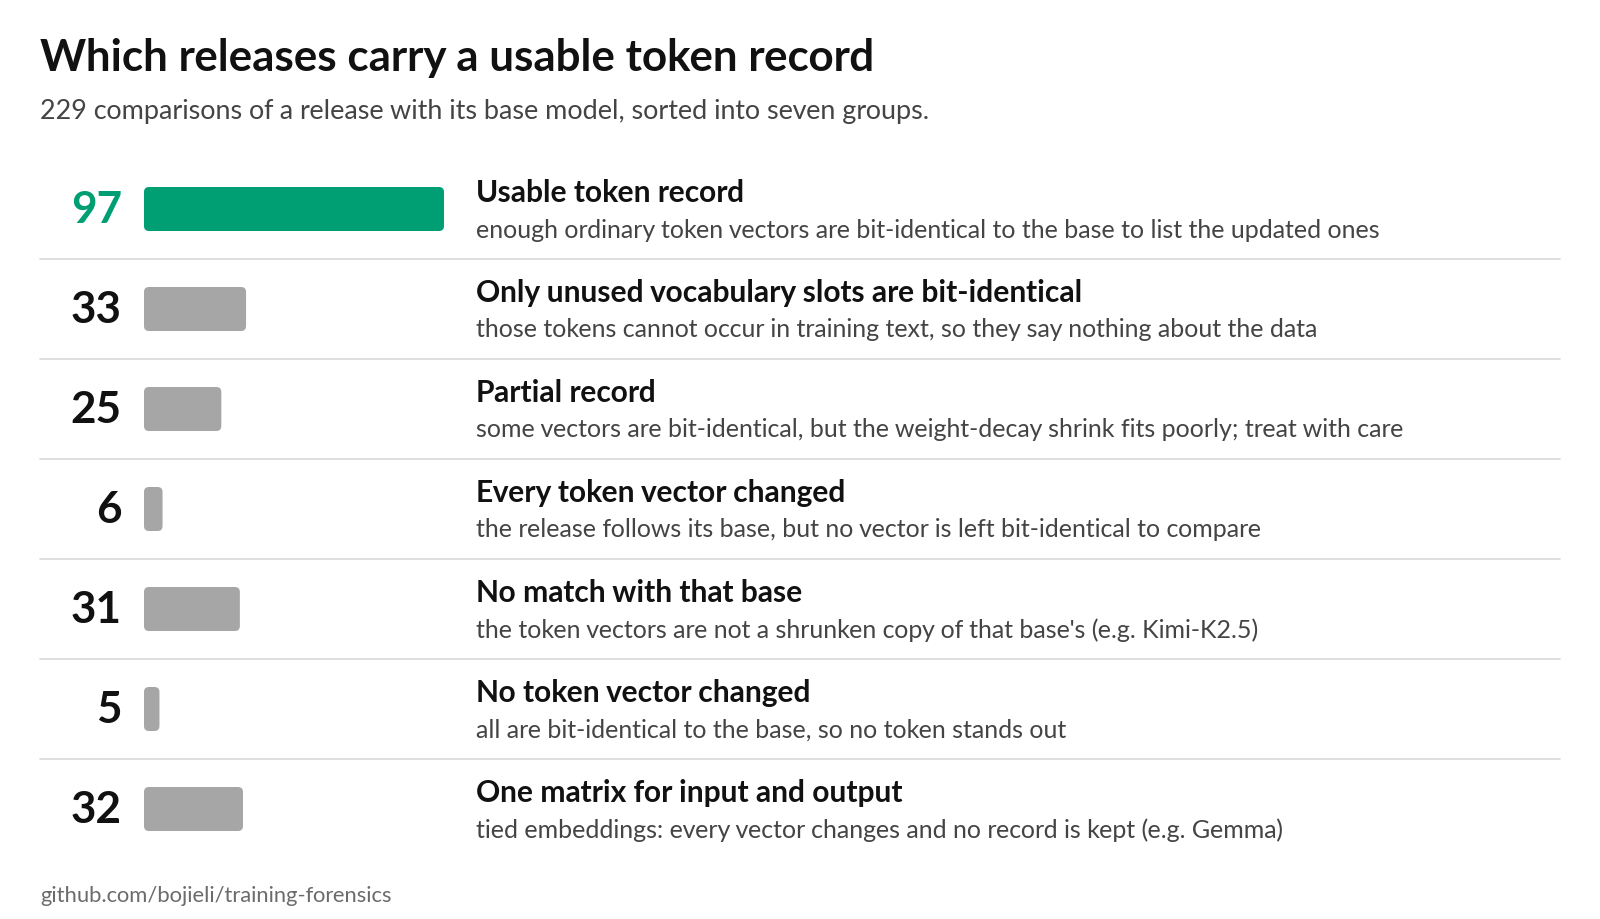 Which releases carry a usable token record
229 comparisons of a release with its base model, sorted into seven groups.
97
Usable token record
enough ordinary token vectors are bit-identical to the base to list the updated ones
33
Only unused vocabulary slots are bit-identical
those tokens cannot occur in training text, so they say nothing about the data
25
Partial record
some vectors are bit-identical, but the weight-decay shrink fits poorly; treat with care
6
Every token vector changed
the release follows its base, but no vector is left bit-identical to compare
31
No match with that base
the token vectors are not a shrunken copy of that base's (e.g. Kimi-K2.5)
5
No token vector changed
all are bit-identical to the base, so no token stands out
32
One matrix for input and output
tied embeddings: every vector changes and no record is kept (e.g. Gemma)
github.com/bojieli/training-forensics